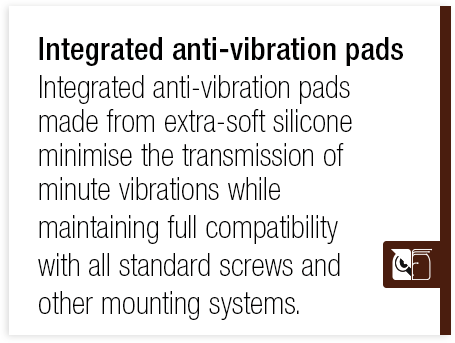 Integrated anti-vibration pads
Integrated anti-vibration pads
made from extra-soft silicone
minimise the transmission of
minute vibrations while
maintaining full compatibility
with all standard screws and
other mounting systems.